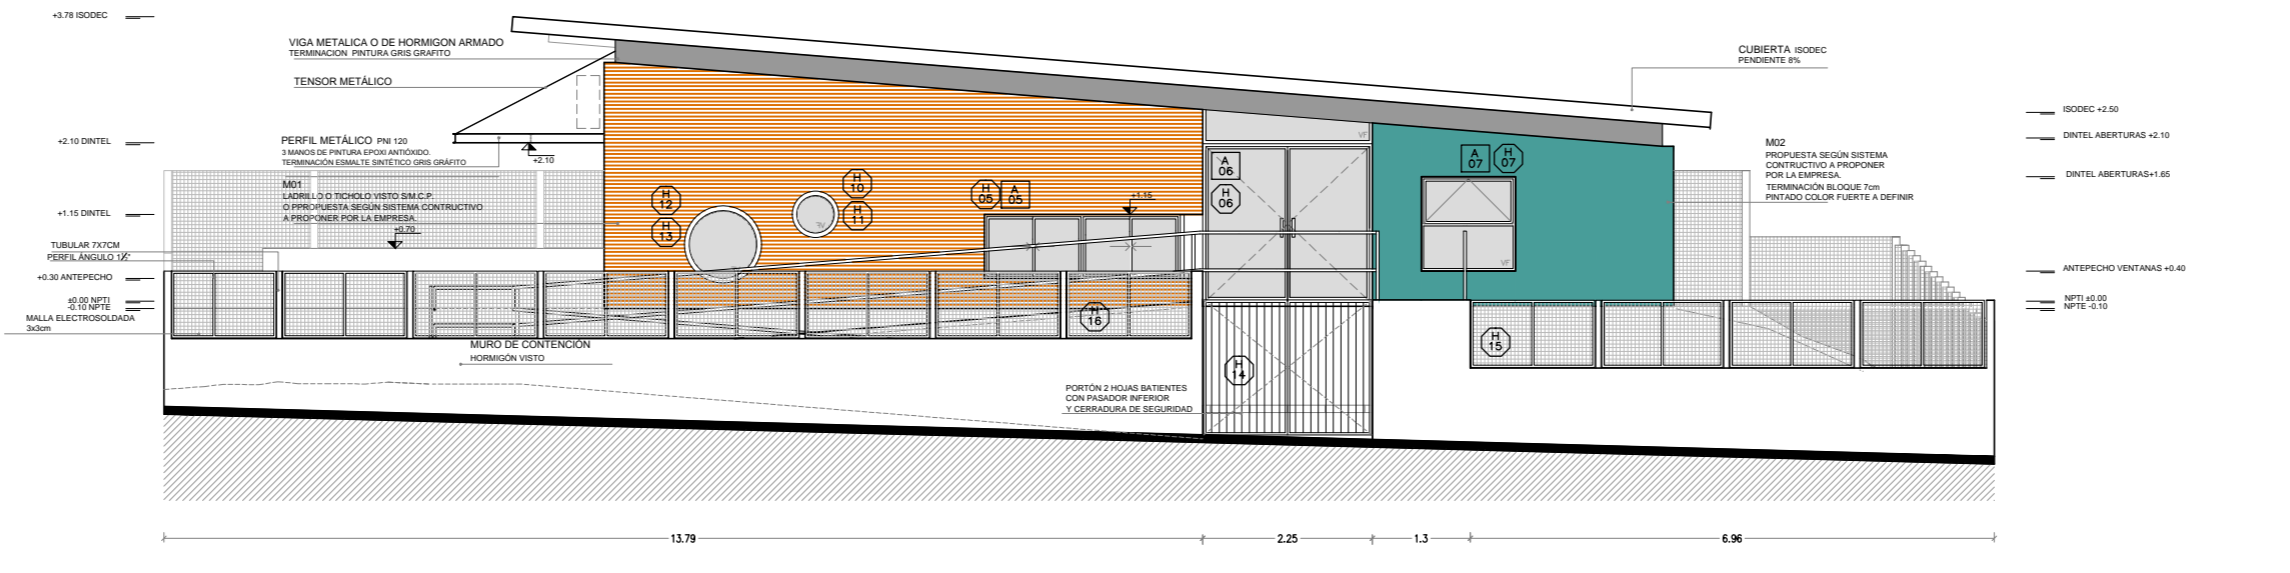 +3.78 ISODEC
VIGA METALICA O DE HORMIGON ARMADO
TERMINACION PINTURA GRIS GRAFITO
TENSOR METÁLICO
CUBIERTA ISODEC
PENDIENTE 8%
ISODEC +2.50
+2.10 DINTEL
PERFIL METÁLICO PNI 120
3 MANOS DE PINTURA EPOXI ANTIÓXIDO.
TERMINACIÓN ESMALTE SINTÉTICO GRIS GRÁFITO
+2.10
VF
DINTEL ABERTURAS +2.10
M01
LADRILLO O TICHOLO VISTO S/M.C.P.
O PPROPUESTA SEGÚN SISTEMA CONTRUCTIVO
A PROPONER POR LA EMPRESA.
M02
PROPUESTA SEGÚN SISTEMA
CONTRUCTIVO A PROPONER
POR LA EMPRESA.
TERMINACIÓN BLOQUE 7cm
PINTADO COLOR FUERTE A DEFINIR
DINTEL ABERTURAS+1.65
H 12
H 13
H 10
H 11
H 05
A 05
A 06
H 06
A 07
H 07
+1.15
+1.15 DINTEL
+0.70
TUBULAR 7X7CM
PERFIL ÁNGULO 1½"
+0.30 ANTEPECHO
±0.00 NPTI
-0.10 NPTE
MALLA ELECTROSOLDADA
3x3cm
RV
VF
ANTEPECHO VENTANAS +0.40
NPTI ±0.00
NPTE -0.10
H 16
H 15
H 14
MURO DE CONTENCIÓN
HORMIGÓN VISTO
PORTÓN 2 HOJAS BATIENTES
CON PASADOR INFERIOR
Y CERRADURA DE SEGURIDAD
13.79
2.25
1.3
6.96